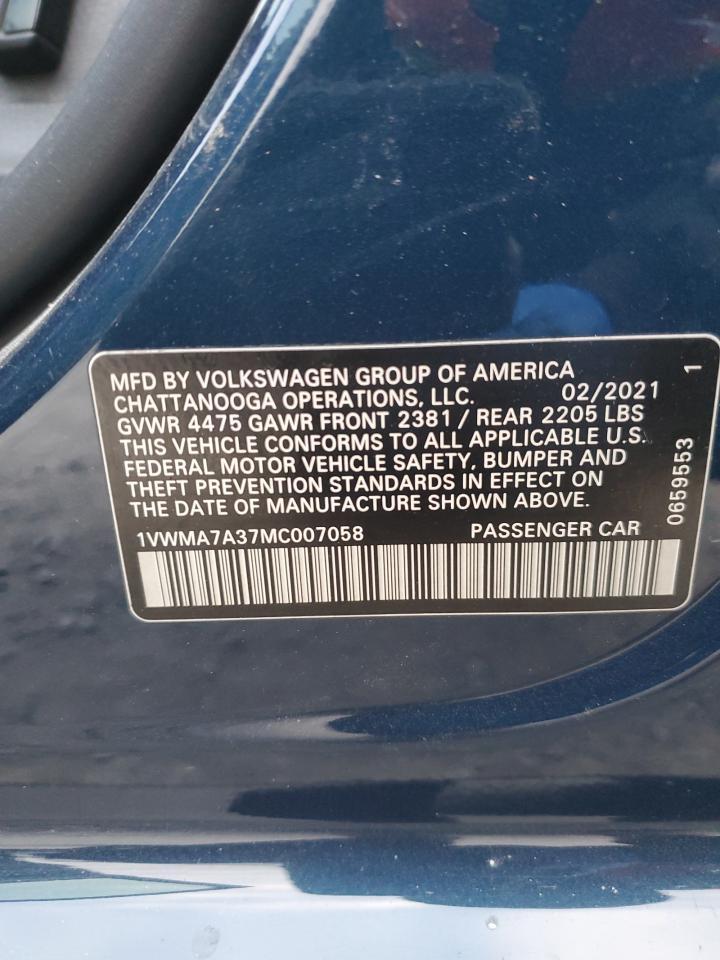 MFD BY VOLKSWAGEN GROUP OF AMERICA
CHATTANOOGA OPERATIONS, LLC. 02/2021
GVWR 4475 GAWR FRONT 2381 / REAR 2205 LBS
THIS VEHICLE CONFORMS TO ALL APPLICABLE U.S.
FEDERAL MOTOR VEHICLE SAFETY, BUMPER AND
THEFT PREVENTION STANDARDS IN EFFECT ON
THE DATE OF MANUFACTURE SHOWN ABOVE.
1VWMA7A37MC007058 PASSENGER CAR
0659553 1